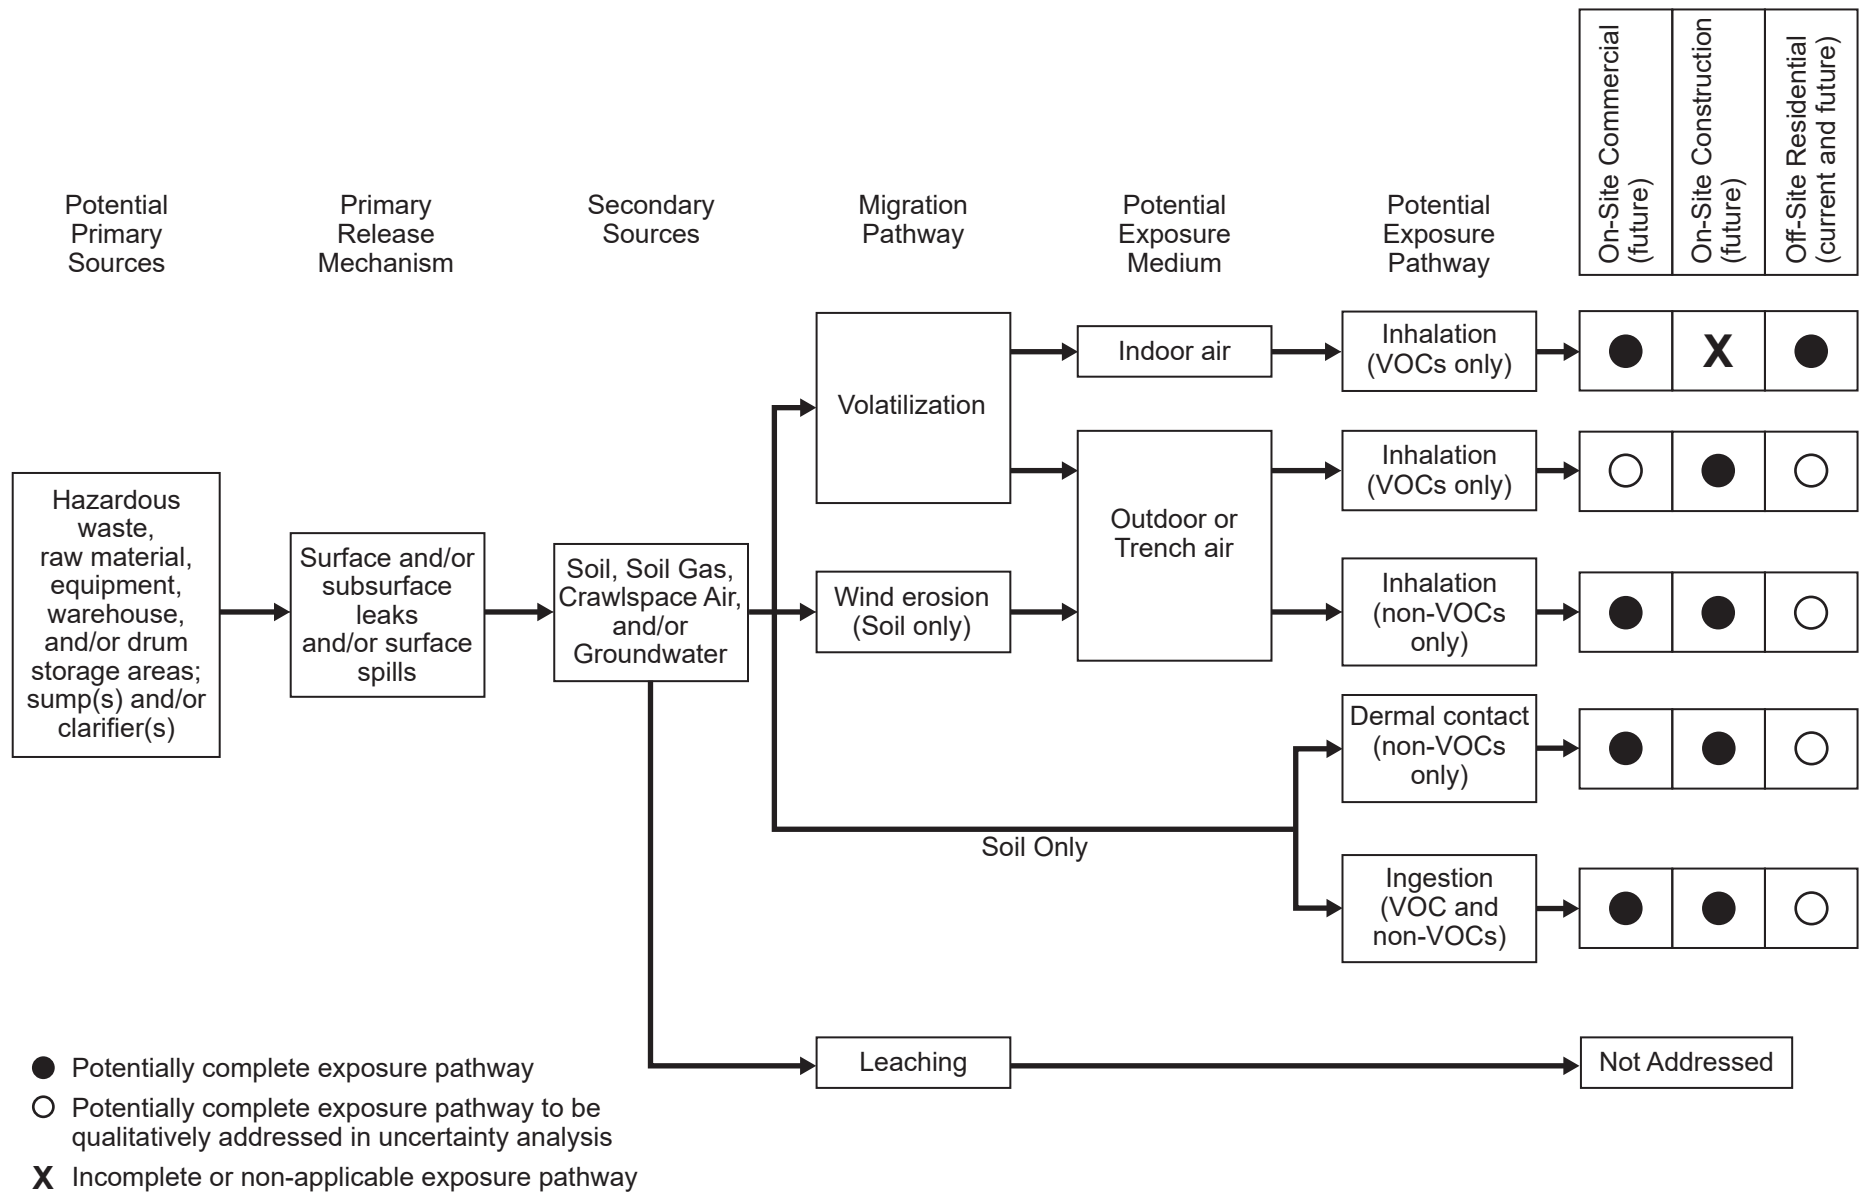 On-Site Commercial
(future)
On-Site Construction
(future)
Off-Site Residential
(current and future)
Potential
Primary
Sources
Primary
Release
Mechanism
Secondary
Sources
Migration
Pathway
Potential
Exposure
Medium
Potential
Exposure
Pathway
Hazardous
waste,
raw material,
equipment,
warehouse,
and/or drum
storage areas;
sump(s) and/or
clarifier(s)
Surface and/or
subsurface
leaks
and/or surface
spills
Soil, Soil Gas,
Crawlspace Air,
and/or
Groundwater
Volatilization
Indoor air
Inhalation
(VOCs only)
X
Outdoor or
Trench air
Inhalation
(VOCs only)
Wind erosion
(Soil only)
Inhalation
(non-VOCs
only)
Dermal contact
(non-VOCs
only)
Soil Only
Ingestion
(VOC and
non-VOCs)
Leaching
Not Addressed
Potentially complete exposure pathway
Potentially complete exposure pathway to be
qualitatively addressed in uncertainty analysis
X Incomplete or non-applicable exposure pathway